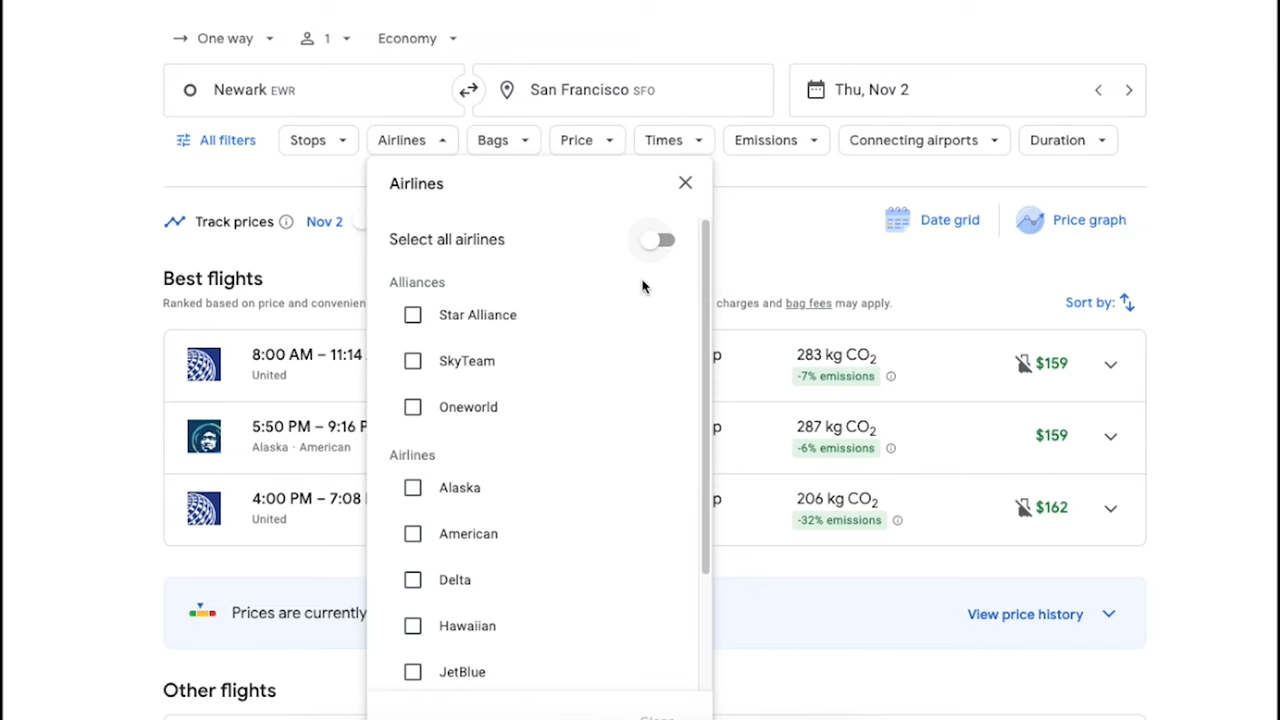 One way 1 Economy
Newark EWR San Francisco SFO Thu, Nov 2
All filters Stops Airlines Bags Price Times Emissions Connecting airports Duration
Airlines
Track prices Nov 2 Date grid Price graph
Select all airlines
Best flights
Alliances
Ranked based on price and convenien charges and bag fees may apply. Sort by:
Star Alliance
8:00 AM – 11:14 p 283 kg CO2 $159
United -7% emissions
SkyTeam
Oneworld
5:50 PM – 9:16 P p 287 kg CO2 $159
Alaska · American -6% emissions
Airlines
Alaska
4:00 PM – 7:08 p 206 kg CO2 $162
United -32% emissions
American
Delta
Prices are currently View price history
Hawaiian
JetBlue
Other flights